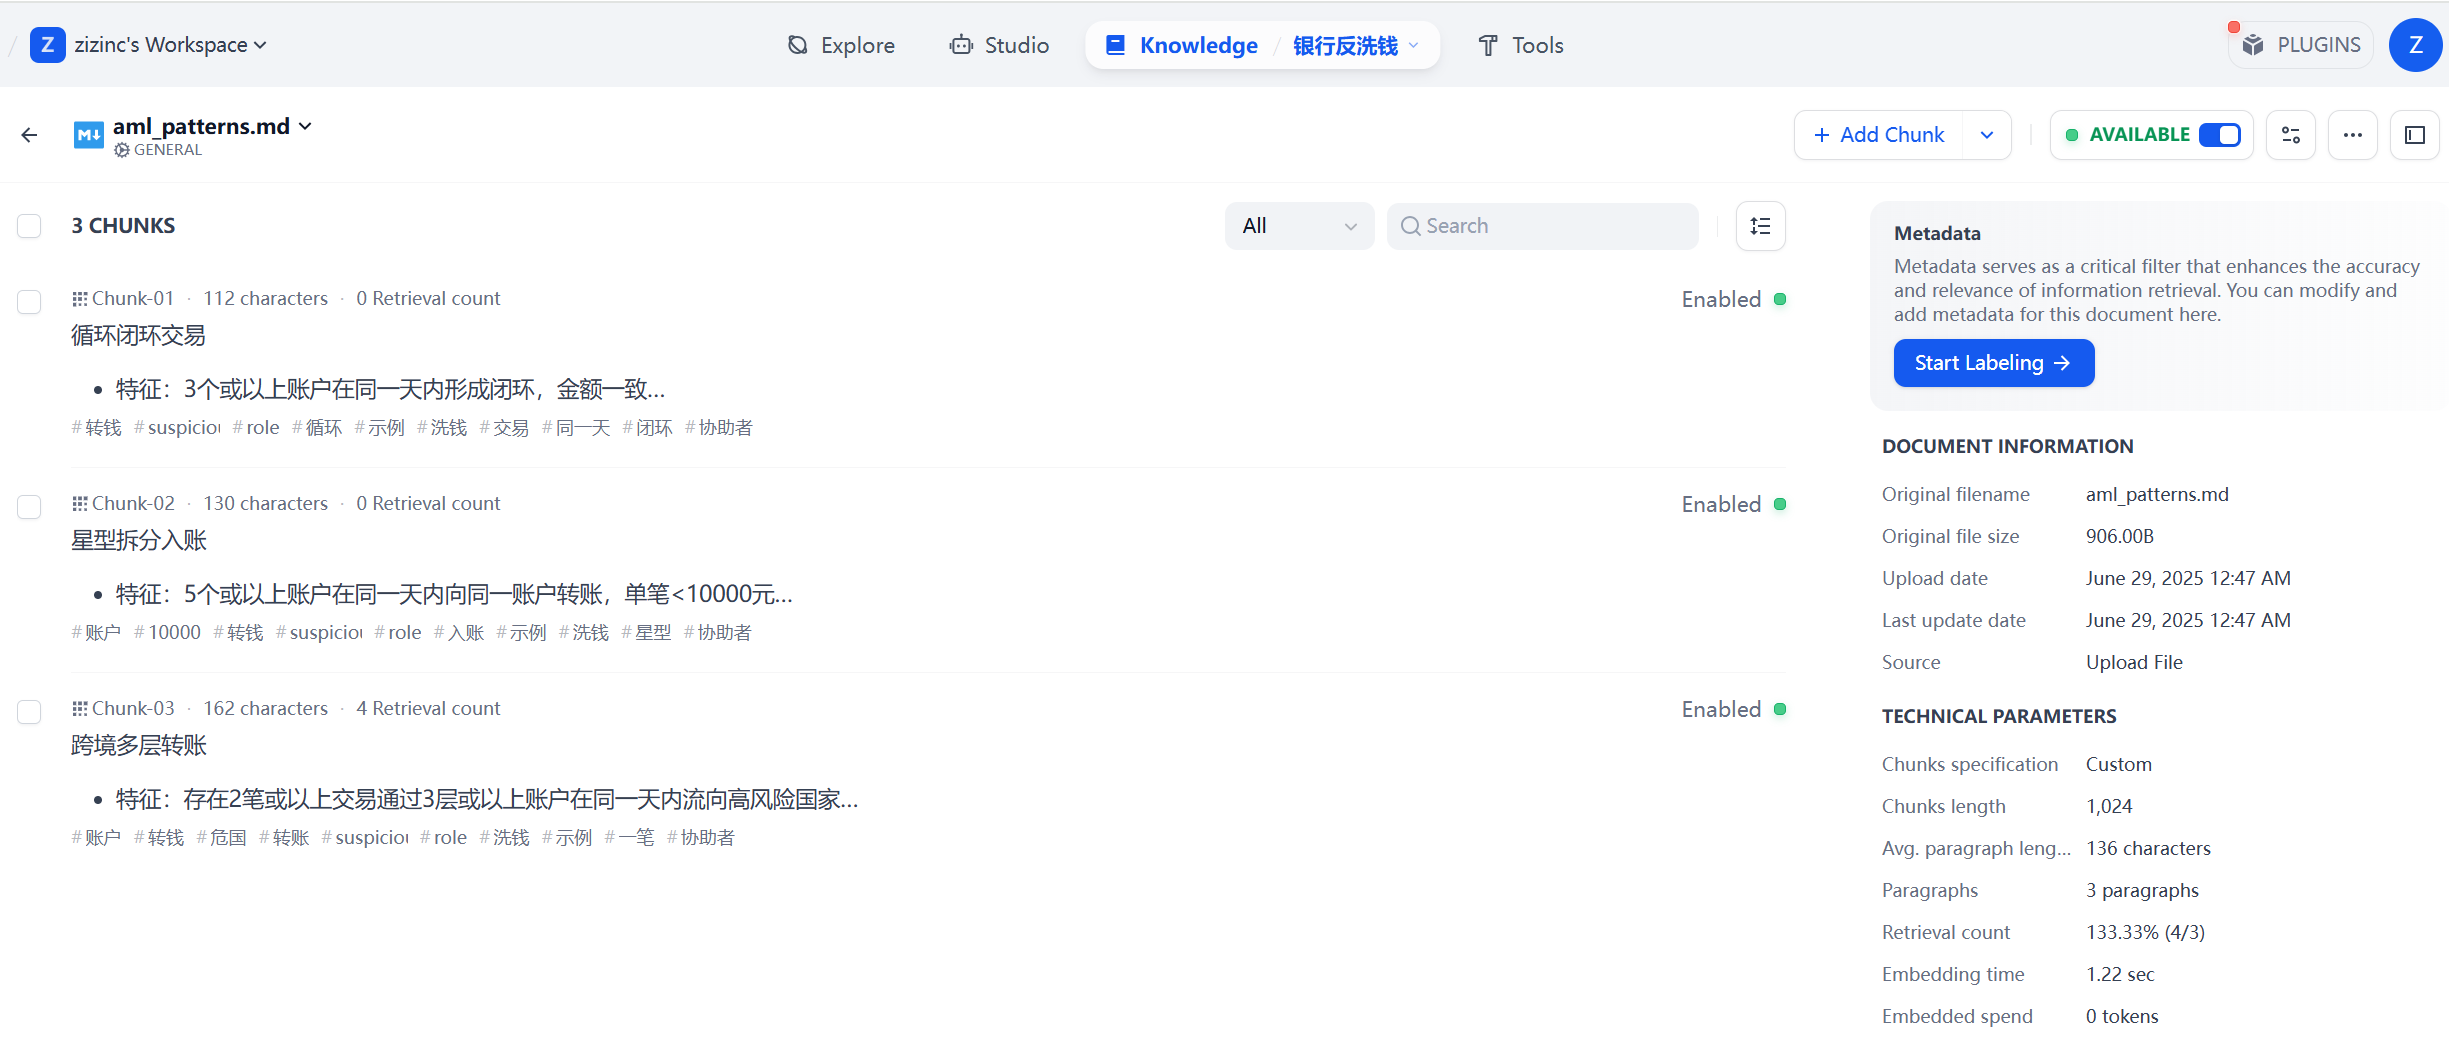 Z zizinc's Workspace
Explore
Studio
Knowledge / 银行反洗钱
Tools
PLUGINS
Z
aml_patterns.md
GENERAL
+ Add Chunk
AVAILABLE
3 CHUNKS
All
Search
Chunk-01 · 112 characters · 0 Retrieval count
Enabled
循环闭环交易
• 特征：3个或以上账户在同一天内形成闭环，金额一致...
#转钱 #suspiciou #role #循环 #示例 #洗钱 #交易 #同一天 #闭环 #协助者
Chunk-02 · 130 characters · 0 Retrieval count
Enabled
星型拆分入账
• 特征：5个或以上账户在同一天内向同一账户转账，单笔<10000元...
#账户 #10000 #转钱 #suspiciou #role #入账 #示例 #洗钱 #星型 #协助者
Chunk-03 · 162 characters · 4 Retrieval count
Enabled
跨境多层转账
• 特征：存在2笔或以上交易通过3层或以上账户在同一天内流向高风险国家...
#账户 #转钱 #危国 #转账 #suspiciou #role #洗钱 #示例 #一笔 #协助者
Metadata
Metadata serves as a critical filter that enhances the accuracy
and relevance of information retrieval. You can modify and
add metadata for this document here.
Start Labeling →
DOCUMENT INFORMATION
Original filename aml_patterns.md
Original file size 906.00B
Upload date June 29, 2025 12:47 AM
Last update date June 29, 2025 12:47 AM
Source Upload File
TECHNICAL PARAMETERS
Chunks specification Custom
Chunks length 1,024
Avg. paragraph leng... 136 characters
Paragraphs 3 paragraphs
Retrieval count 133.33% (4/3)
Embedding time 1.22 sec
Embedded spend 0 tokens